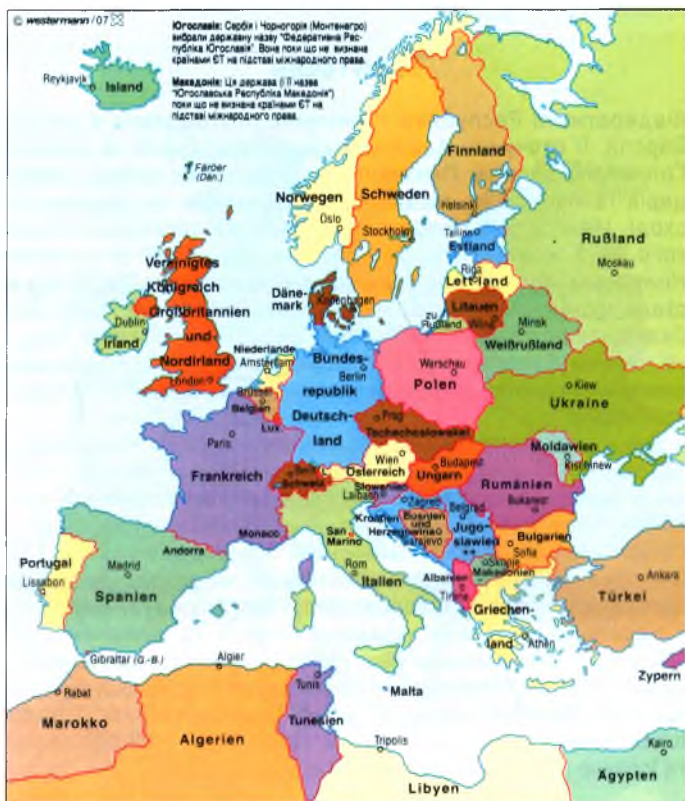 © westermann / 07
Югославія: Сербія і Чорногорія (Монтенегро)
вибрали державну назву "Федеративна Рес-
публіка Югославія". Вона поки що не визнана
країнами ЄТ на підставі міжнародного права.
Македонія: Ця держава (і її назва
"Югославська Республіка Македонія")
поки що не визнана країнами ЄТ на
підставі міжнародного права.
Reykjavik
Island
Färöer
(Dän.)
Norwegen
Oslo
Schweden
Stockholm
Finnland
Helsinki
Tallinn
Estland
Riga
Lettland
Litauen
Wilna
zu
Rußland
Rußland
Moskau
Minsk
Weißrußland
Vereinigtes
Königreich
Großbritannien
und
Nordirland
London
Dublin
Irland
Däne-
mark
Kopenhagen
Niederlande
Amsterdam
Brüssel
Belgien
Lux.
Bundes-
republik
Deutsch-
land
Berlin
Warschau
Polen
Kiew
Ukraine
Prag
Tschechoslowakei
Paris
Frankreich
Bern
Schweiz
L.
Wien
Österreich
Budapest
Ungarn
Moldawien
Kischinew
Rumänien
Bukarest
Slowenien
Laibach
Zagreb
Kroatien
Bosnien
und
Herzegowina
Sarajevo
Belgrad
Jugo-
slawien
**
Bulgarien
Sofia
Skopje
Makedonien
Albanien
Tirana
Griechen-
land
Athen
Ankara
Türkei
Zypern
Monaco
San
Marino
Rom
Italien
Andorra
Portugal
Lissabon
Madrid
Spanien
Gibraltar (G.-B.)
Rabat
Marokko
Algier
Algerien
Tunis
Tunesien
Malta
Tripolis
Libyen
Kairo
Ägypten